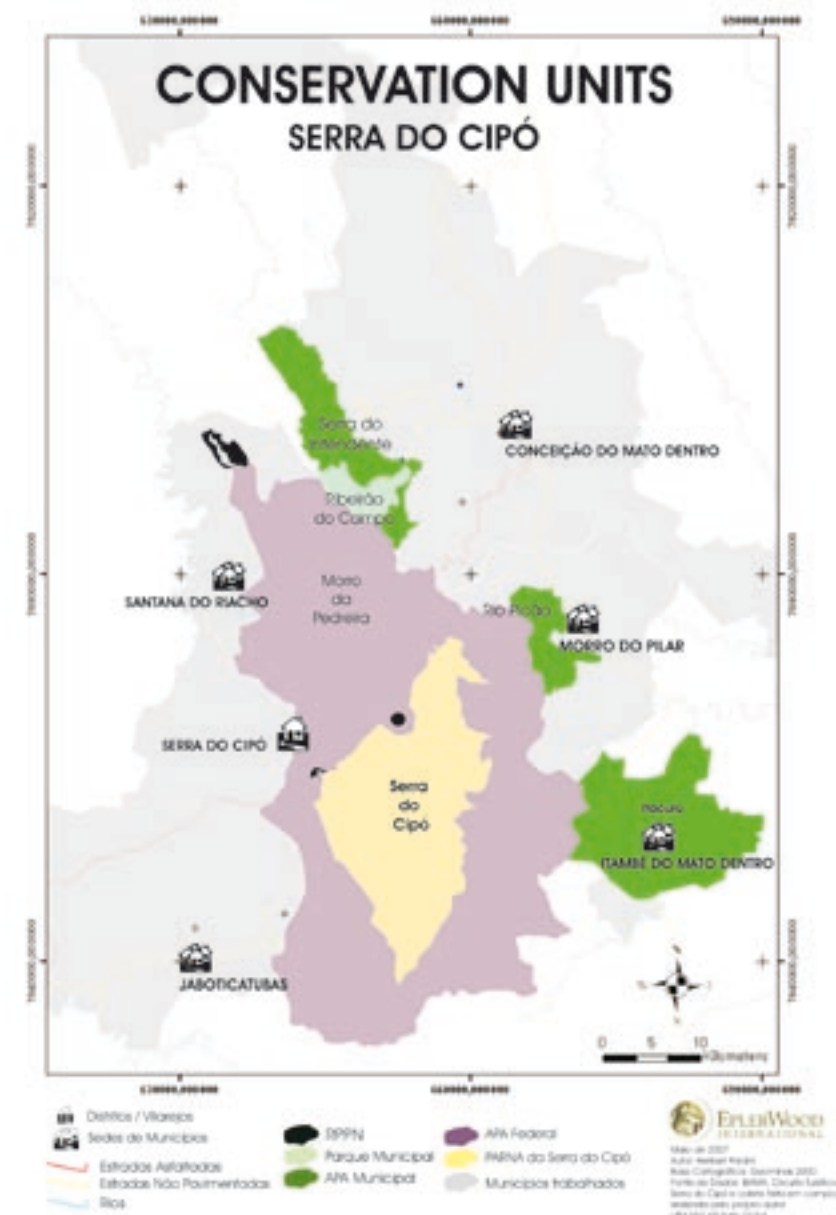 CONSERVATION UNITS
SERRA DO CIPÓ
Serra do
Intendente
CONCEIÇÃO DO MATO DENTRO
Ribeirão
do Campo
SANTANA DO RIACHO
Morro
da
Pedreira
Rio Picão
MORRO DO PILAR
SERRA DO CIPÓ
Serra
do
Cipó
ITAMBÉ DO MATO DENTRO
JABOTICATUBAS
0 5 10
Kilometers
Distritos / Vilarejos
Sedes de Municípios
Estradas Asfaltadas
Estradas Não Pavimentadas
Rios
RPPN
Parque Municipal
APA Municipal
APA Federal
PARNA da Serra do Cipó
Municípios trabalhados
EPLERWOOD
INTERNATIONAL